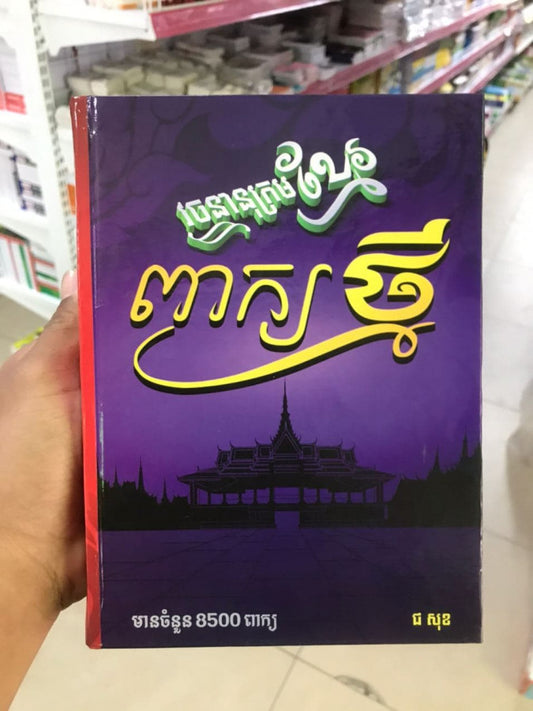 វចនានុក្រមខ្មែរ
ពាក្យថ្មី
មានចំនួន 8500 ពាក្យ
ជ សុខ